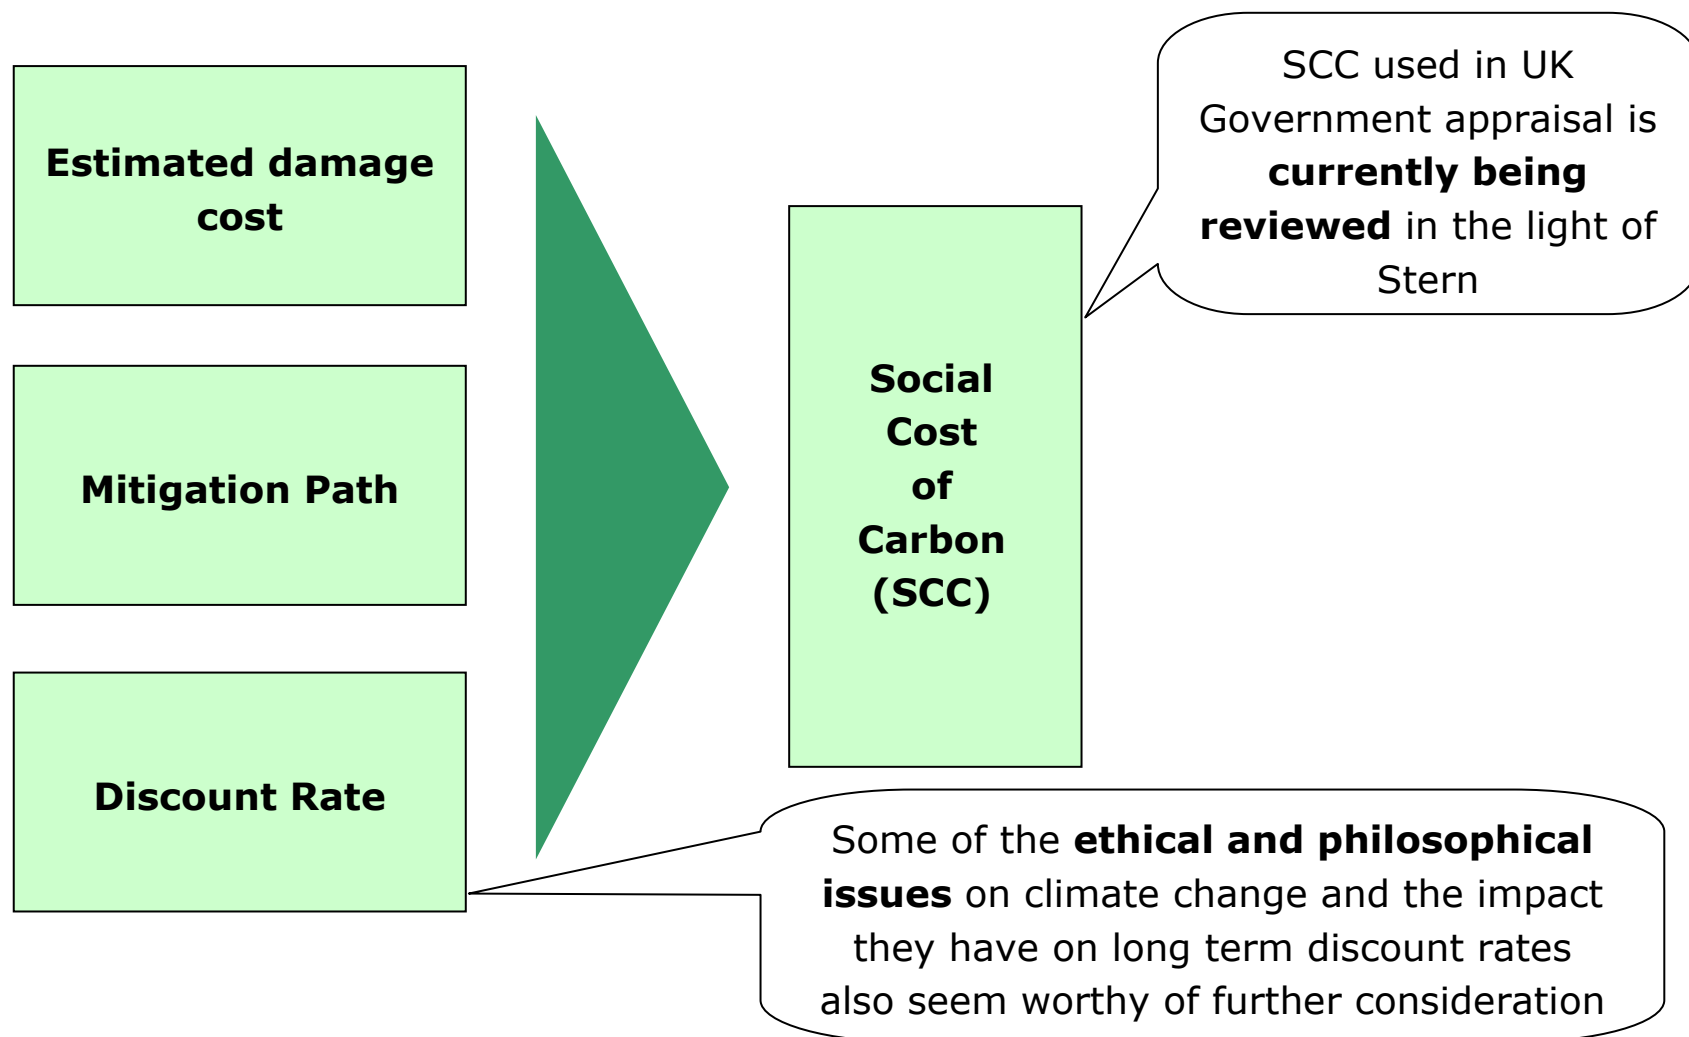 Estimated damage
cost
Mitigation Path
Discount Rate
Social
Cost
of
Carbon
(SCC)
SCC used in UK
Government appraisal is
currently being
reviewed in the light of
Stern
Some of the ethical and philosophical
issues on climate change and the impact
they have on long term discount rates
also seem worthy of further consideration